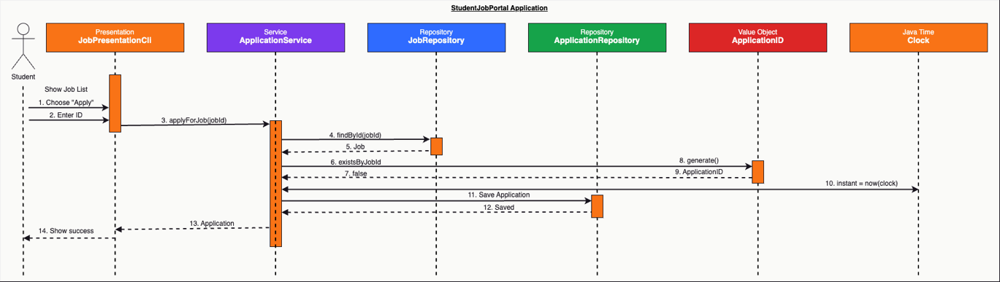 StudentJobPortal Application
Presentation
JobPresentationCli
Service
ApplicationService
Repository
JobRepository
Repository
ApplicationRepository
Value Object
ApplicationID
Java Time
Clock
Student
Show Job List
1. Choose "Apply"
2. Enter ID
3. applyForJob(jobId)
4. findById(jobId)
5. Job
6. existsByJobId
8. generate()
7. false
9. ApplicationID
10. instant = now(clock)
11. Save Application
12. Saved
13. Application
14. Show success